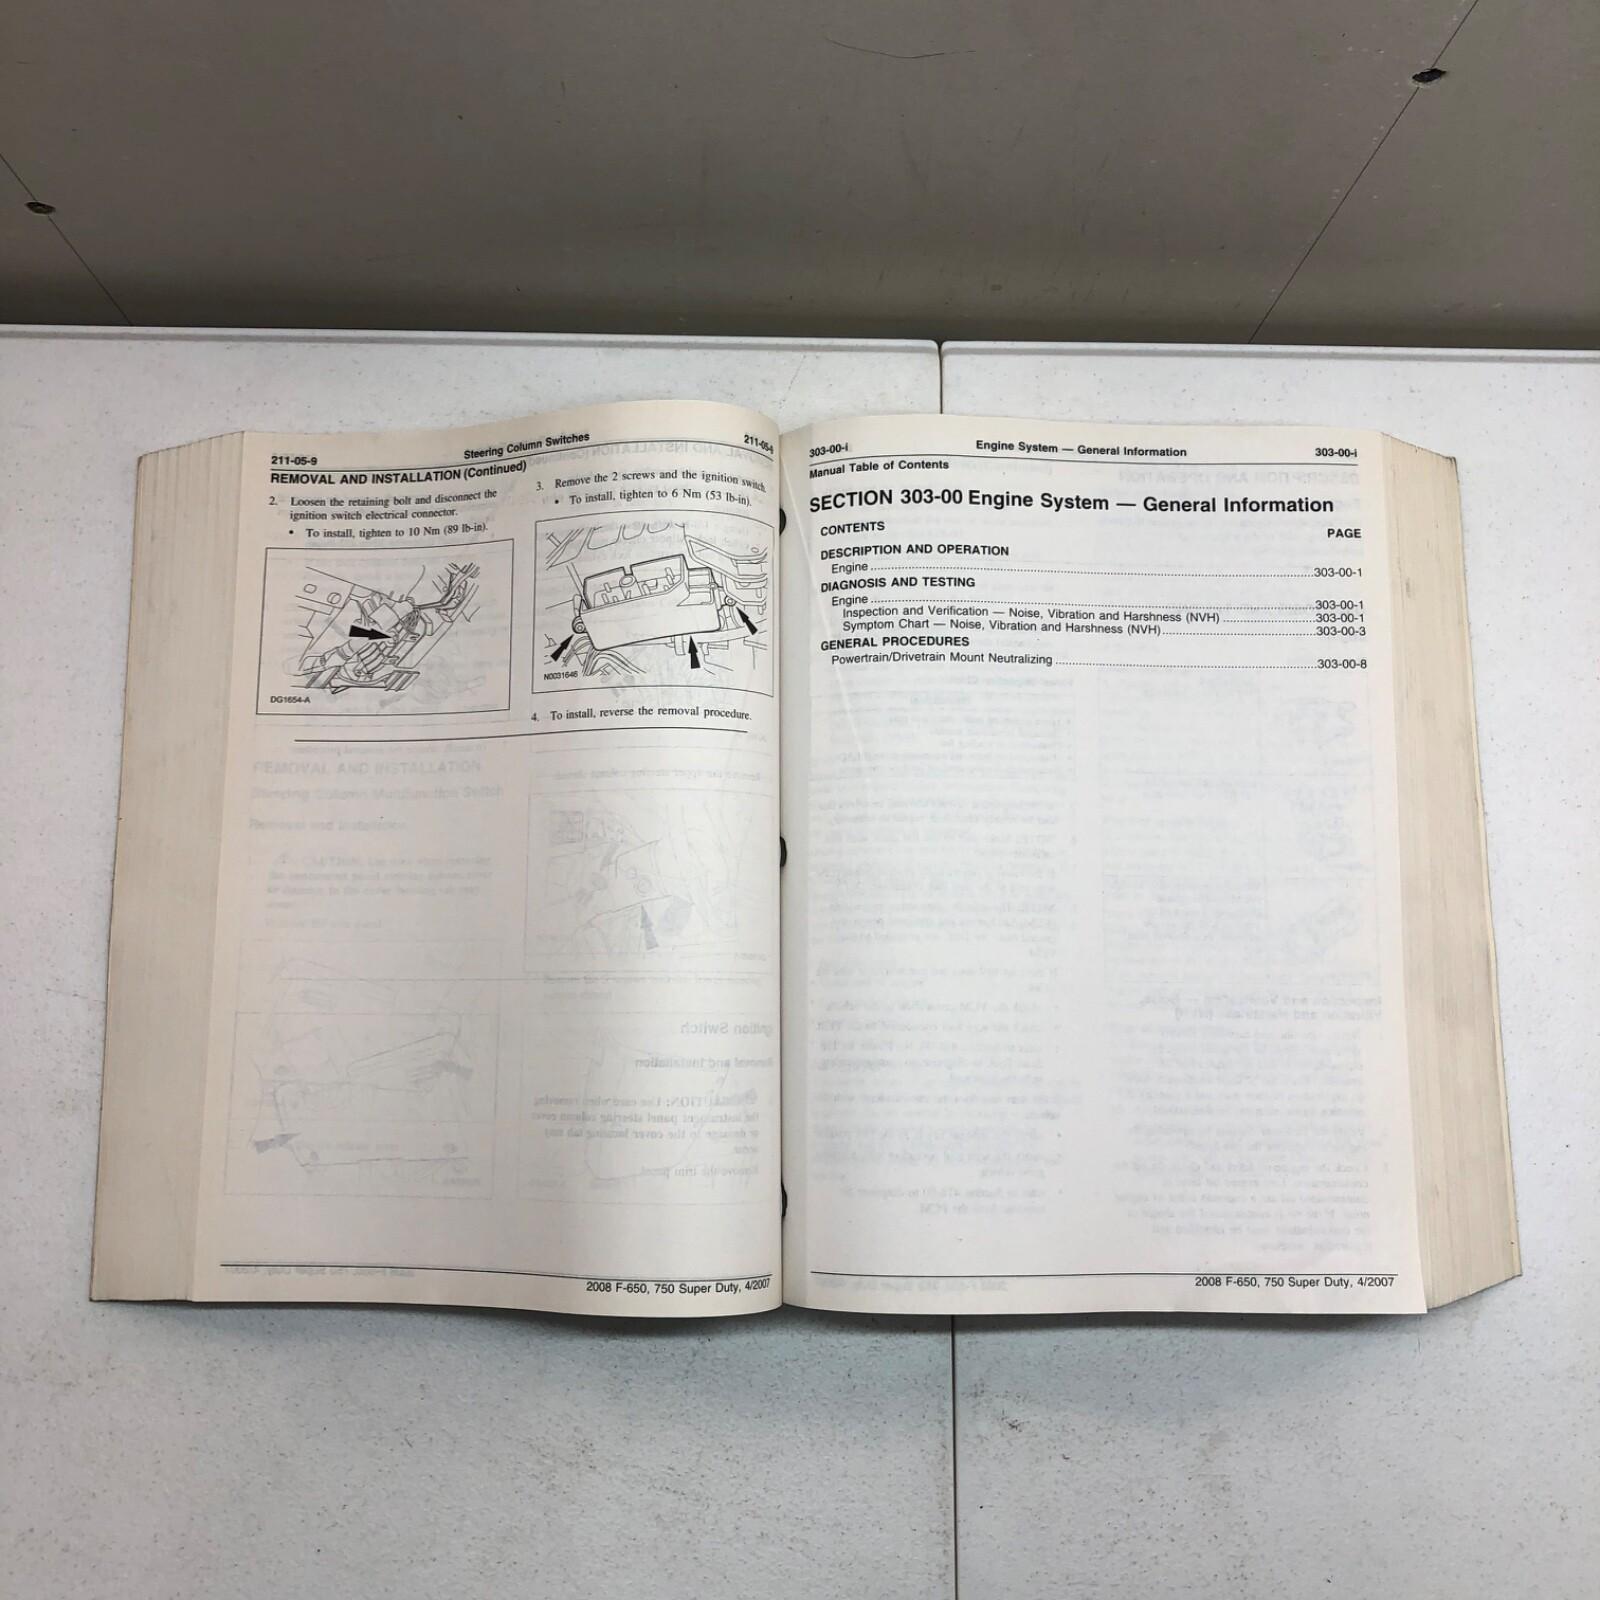 211-05-9 Steering Column Switches 211-05-9
REMOVAL AND INSTALLATION (Continued)
2. Loosen the retaining bolt and disconnect the
ignition switch electrical connector.
• To install, tighten to 10 Nm (89 lb-in).
DG1654-A
3. Remove the 2 screws and the ignition switch.
• To install, tighten to 6 Nm (53 lb-in).
N0031646
4. To install, reverse the removal procedure.
2008 F-650, 750 Super Duty, 4/2007
303-00-i Engine System — General Information 303-00-i
Manual Table of Contents
SECTION 303-00 Engine System — General Information
CONTENTS PAGE
DESCRIPTION AND OPERATION
Engine ... 303-00-1
DIAGNOSIS AND TESTING
Engine ... 303-00-1
Inspection and Verification — Noise, Vibration and Harshness (NVH) ... 303-00-1
Symptom Chart — Noise, Vibration and Harshness (NVH) ... 303-00-3
GENERAL PROCEDURES
Powertrain/Drivetrain Mount Neutralizing ... 303-00-8
2008 F-650, 750 Super Duty, 4/2007